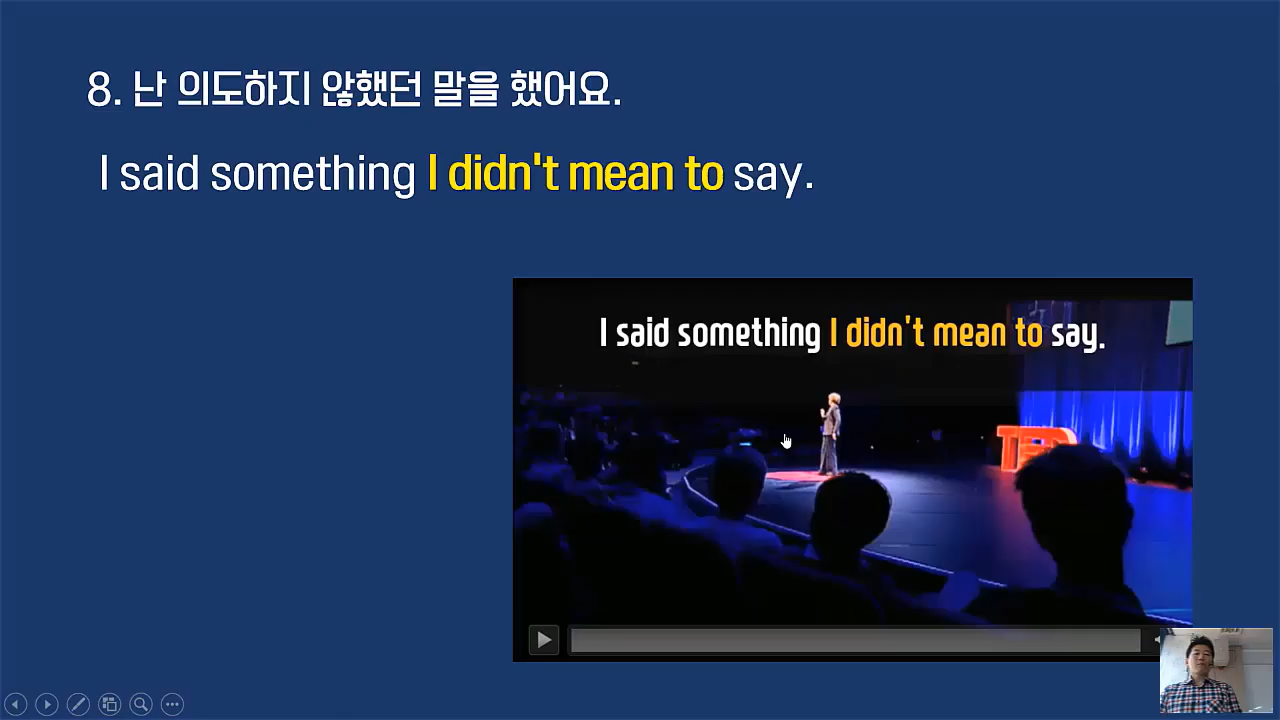 8. 난 의도하지 않했던 말을 했어요.
I said something I didn't mean to say.
I said something I didn't mean to say.
TED